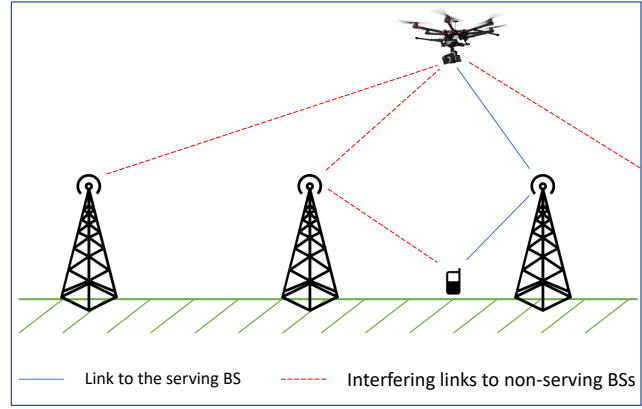 Link to the serving BS
Interfering links to non-serving BSs